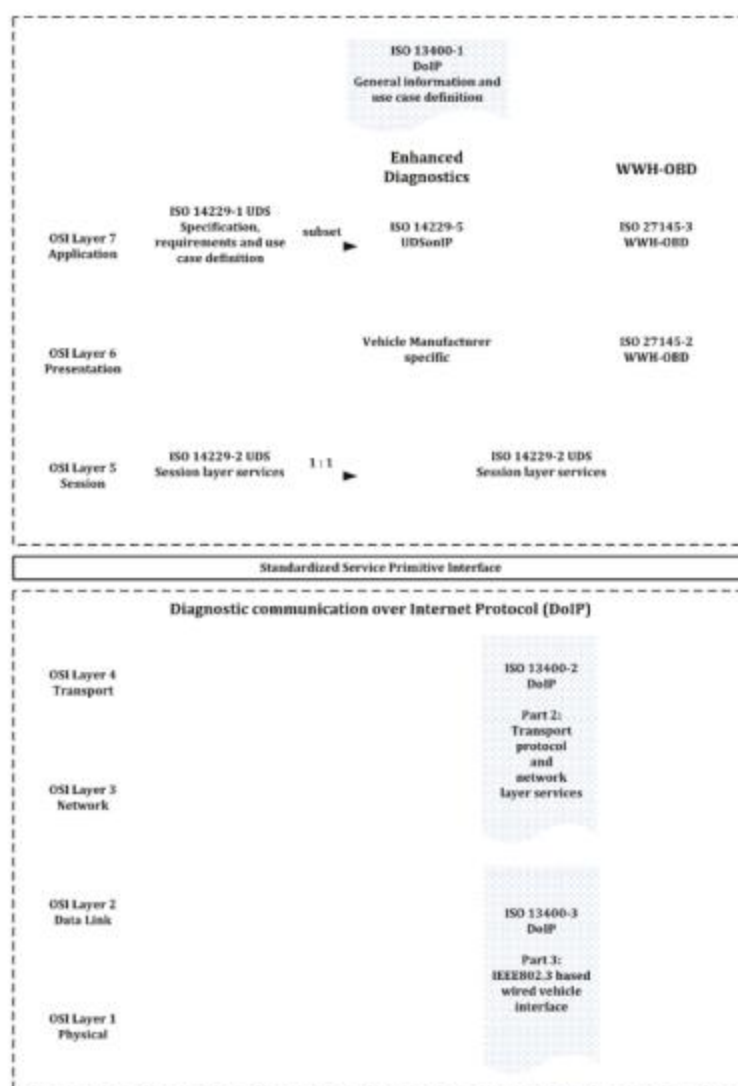 ISO 13400-1
DoIP
General information and
use case definition
Enhanced
Diagnostics
WWH-OBD
OSI Layer 7
Application
ISO 14229-1 UDS
Specification,
requirements and use
case definition
subset
ISO 14229-5
UDSonIP
ISO 27145-3
WWH-OBD
OSI Layer 6
Presentation
Vehicle Manufacturer
specific
ISO 27145-2
WWH-OBD
OSI Layer 5
Session
ISO 14229-2 UDS
Session layer services
1 : 1
ISO 14229-2 UDS
Session layer services
Standardized Service Primitive Interface
Diagnostic communication over Internet Protocol (DoIP)
OSI Layer 4
Transport
ISO 13400-2
DoIP
Part 2:
Transport
protocol
and
network
layer services
OSI Layer 3
Network
OSI Layer 2
Data Link
ISO 13400-3
DoIP
Part 3:
IEEE802.3 based
wired vehicle
interface
OSI Layer 1
Physical